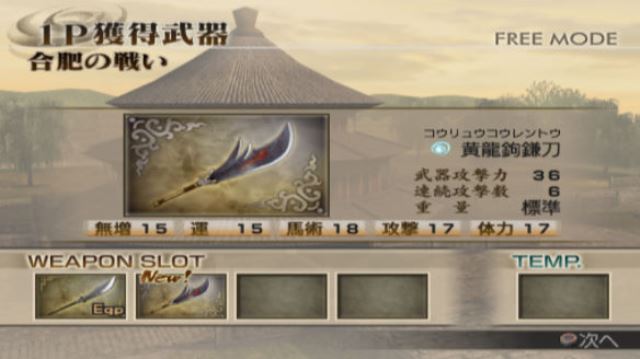 1P獲得武器
合肥の戦い
FREE MODE
コウリュウコウレントウ
黄龍鉤鎌刀
武器攻撃力 36
連続攻撃数 6
重量 標準
無増 15 運 15 馬術 18 攻撃 17 体力 17
WEAPON SLOT
TEMP.
New!
Eqp
次へ